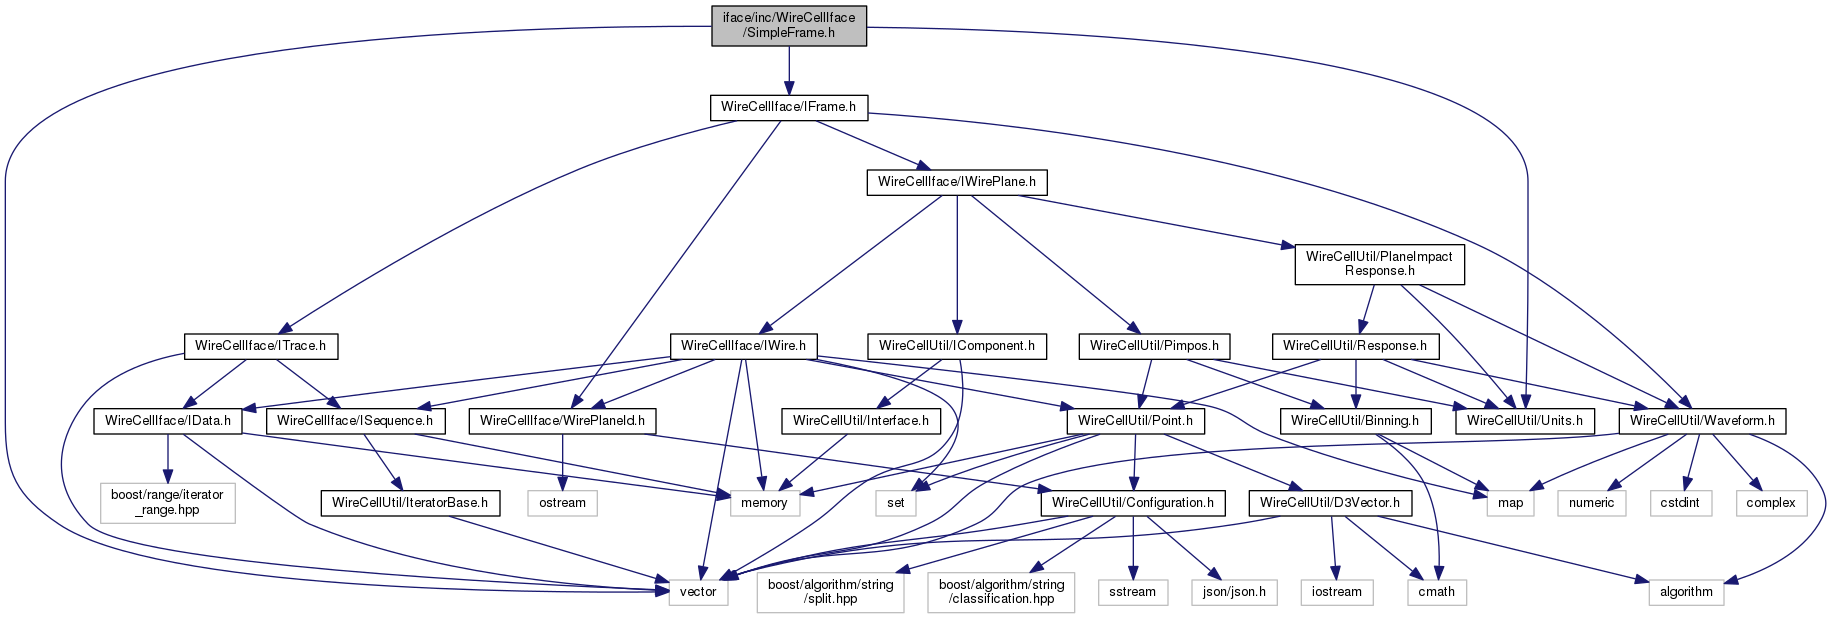 iface/inc/WireCellIface
/SimpleFrame.h
WireCellIface/IFrame.h
WireCellIface/IWirePlane.h
WireCellUtil/PlaneImpact
Response.h
WireCellIface/ITrace.h
WireCellIface/IWire.h
WireCellUtil/IComponent.h
WireCellUtil/Pimpos.h
WireCellUtil/Response.h
WireCellIface/IData.h
WireCellIface/ISequence.h
WireCellIface/WirePlaneId.h
WireCellUtil/Interface.h
WireCellUtil/Point.h
WireCellUtil/Binning.h
WireCellUtil/Units.h
WireCellUtil/Waveform.h
boost/range/iterator
_range.hpp
WireCellUtil/IteratorBase.h
ostream
memory
set
WireCellUtil/Configuration.h
WireCellUtil/D3Vector.h
map
numeric
cstdint
complex
vector
boost/algorithm/string
/split.hpp
boost/algorithm/string
/classification.hpp
sstream
json/json.h
iostream
cmath
algorithm